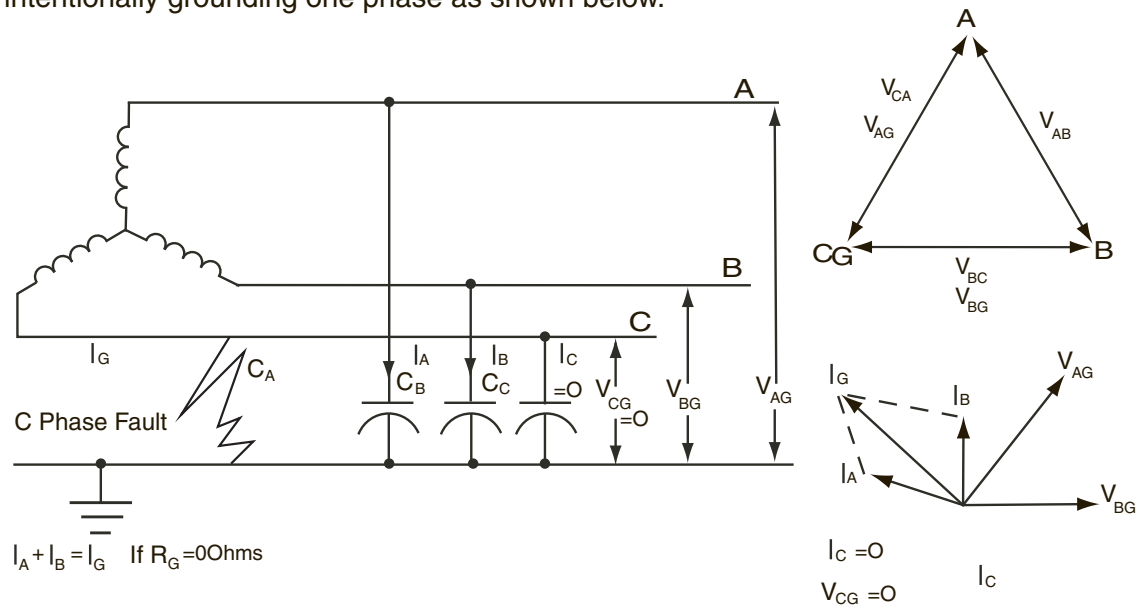 intentionally grounding one phase as shown below.
A
B
C
I_G
C_A
C Phase Fault
I_A
C_B
I_B
C_C
I_C
=O
V_CG
=O
V_BG
V_AG
I_A + I_B = I_G If R_G =0Ohms
A
V_CA
V_AG
V_AB
CG
B
V_BC
V_BG
I_G
I_B
V_AG
I_A
V_BG
I_C =O
V_CG =O
I_C